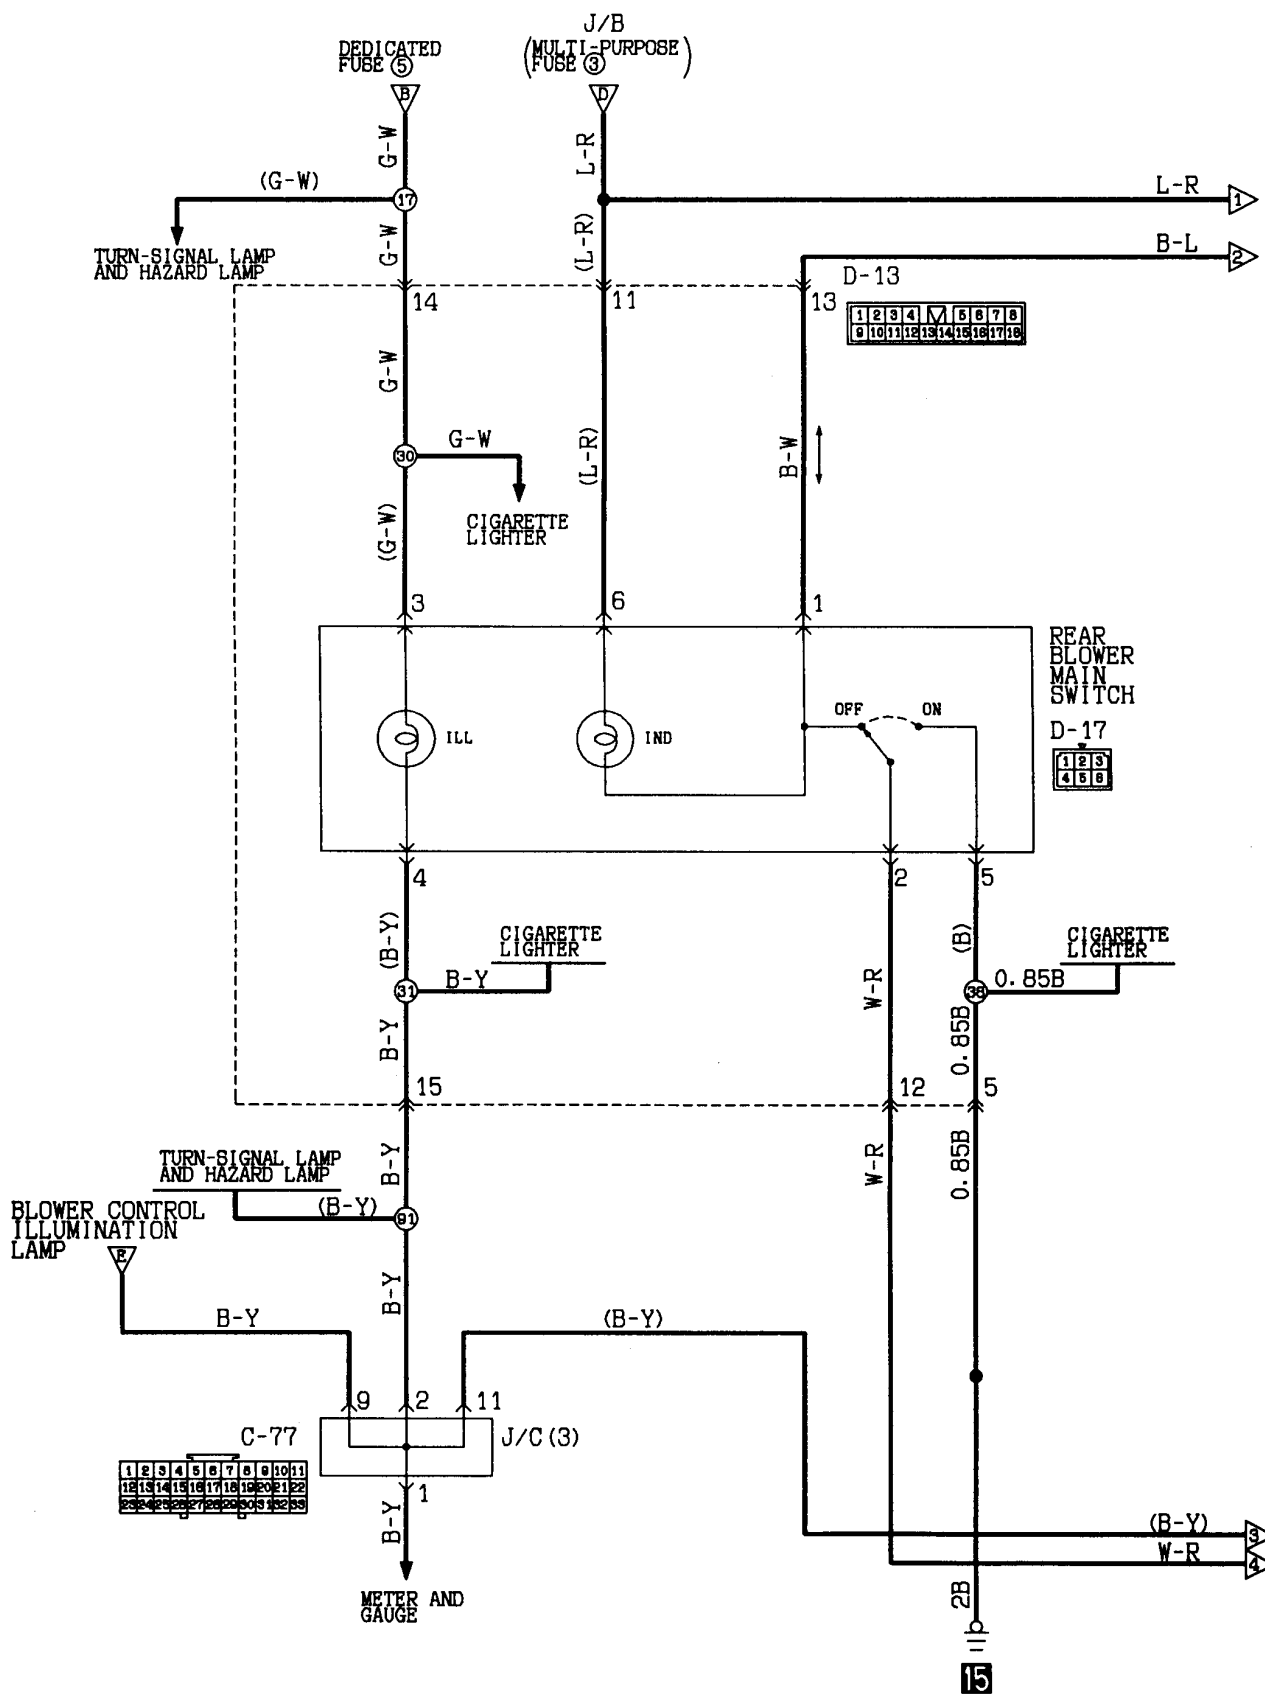 J/B
DEDICATED
FUSE ⑤
(MULTI-PURPOSE
FUSE ③)
B
D
G-W
L-R
(G-W)
17
L-R
1
TURN-SIGNAL LAMP
AND HAZARD LAMP
G-W
(L-R)
B-L
2
D-13
14
11
13
1 2 3 4 5 6 7 8
9 10 11 12 13 14 15 16 17 18
G-W
30
G-W
(L-R)
B-W
CIGARETTE
LIGHTER
(G-W)
3
6
1
REAR
BLOWER
MAIN
SWITCH
D-17
1 2 3
4 5 6
ILL
IND
OFF
ON
4
2
5
(B-Y)
CIGARETTE
LIGHTER
(B)
CIGARETTE
LIGHTER
31
B-Y
W-R
38
0.85B
B-Y
0.85B
15
12
5
TURN-SIGNAL LAMP
AND HAZARD LAMP
B-Y
W-R
0.85B
(B-Y)
91
BLOWER CONTROL
ILLUMINATION
LAMP
E
B-Y
B-Y
(B-Y)
9
2
11
C-77
J/C(3)
1 2 3 4 5 6 7 8 9 10 11
12 13 14 15 16 17 18 19 20 21 22
23 24 25 26 27 28 29 30 31 32 33
1
B-Y
METER AND
GAUGE
(B-Y)
3
W-R
4
2B
15